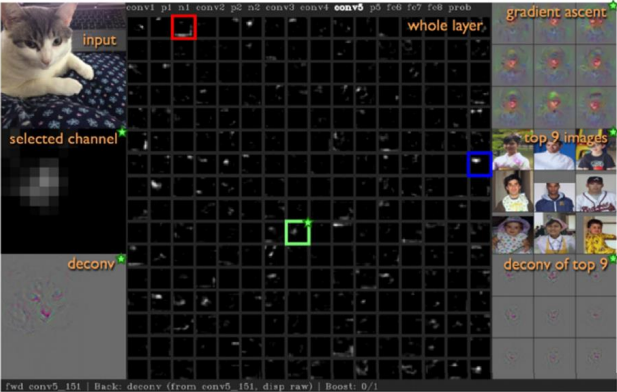 conv1 p1 n1 conv2 p2 n2 conv3 conv4 conv5 p5 fc6 fc7 fc8 prob
input
whole layer
gradient ascent
selected channel
top 9 images
deconv
deconv of top 9
fwd conv5_151 | Back: deconv (from conv5_151, disp raw) | Boost: 0/1